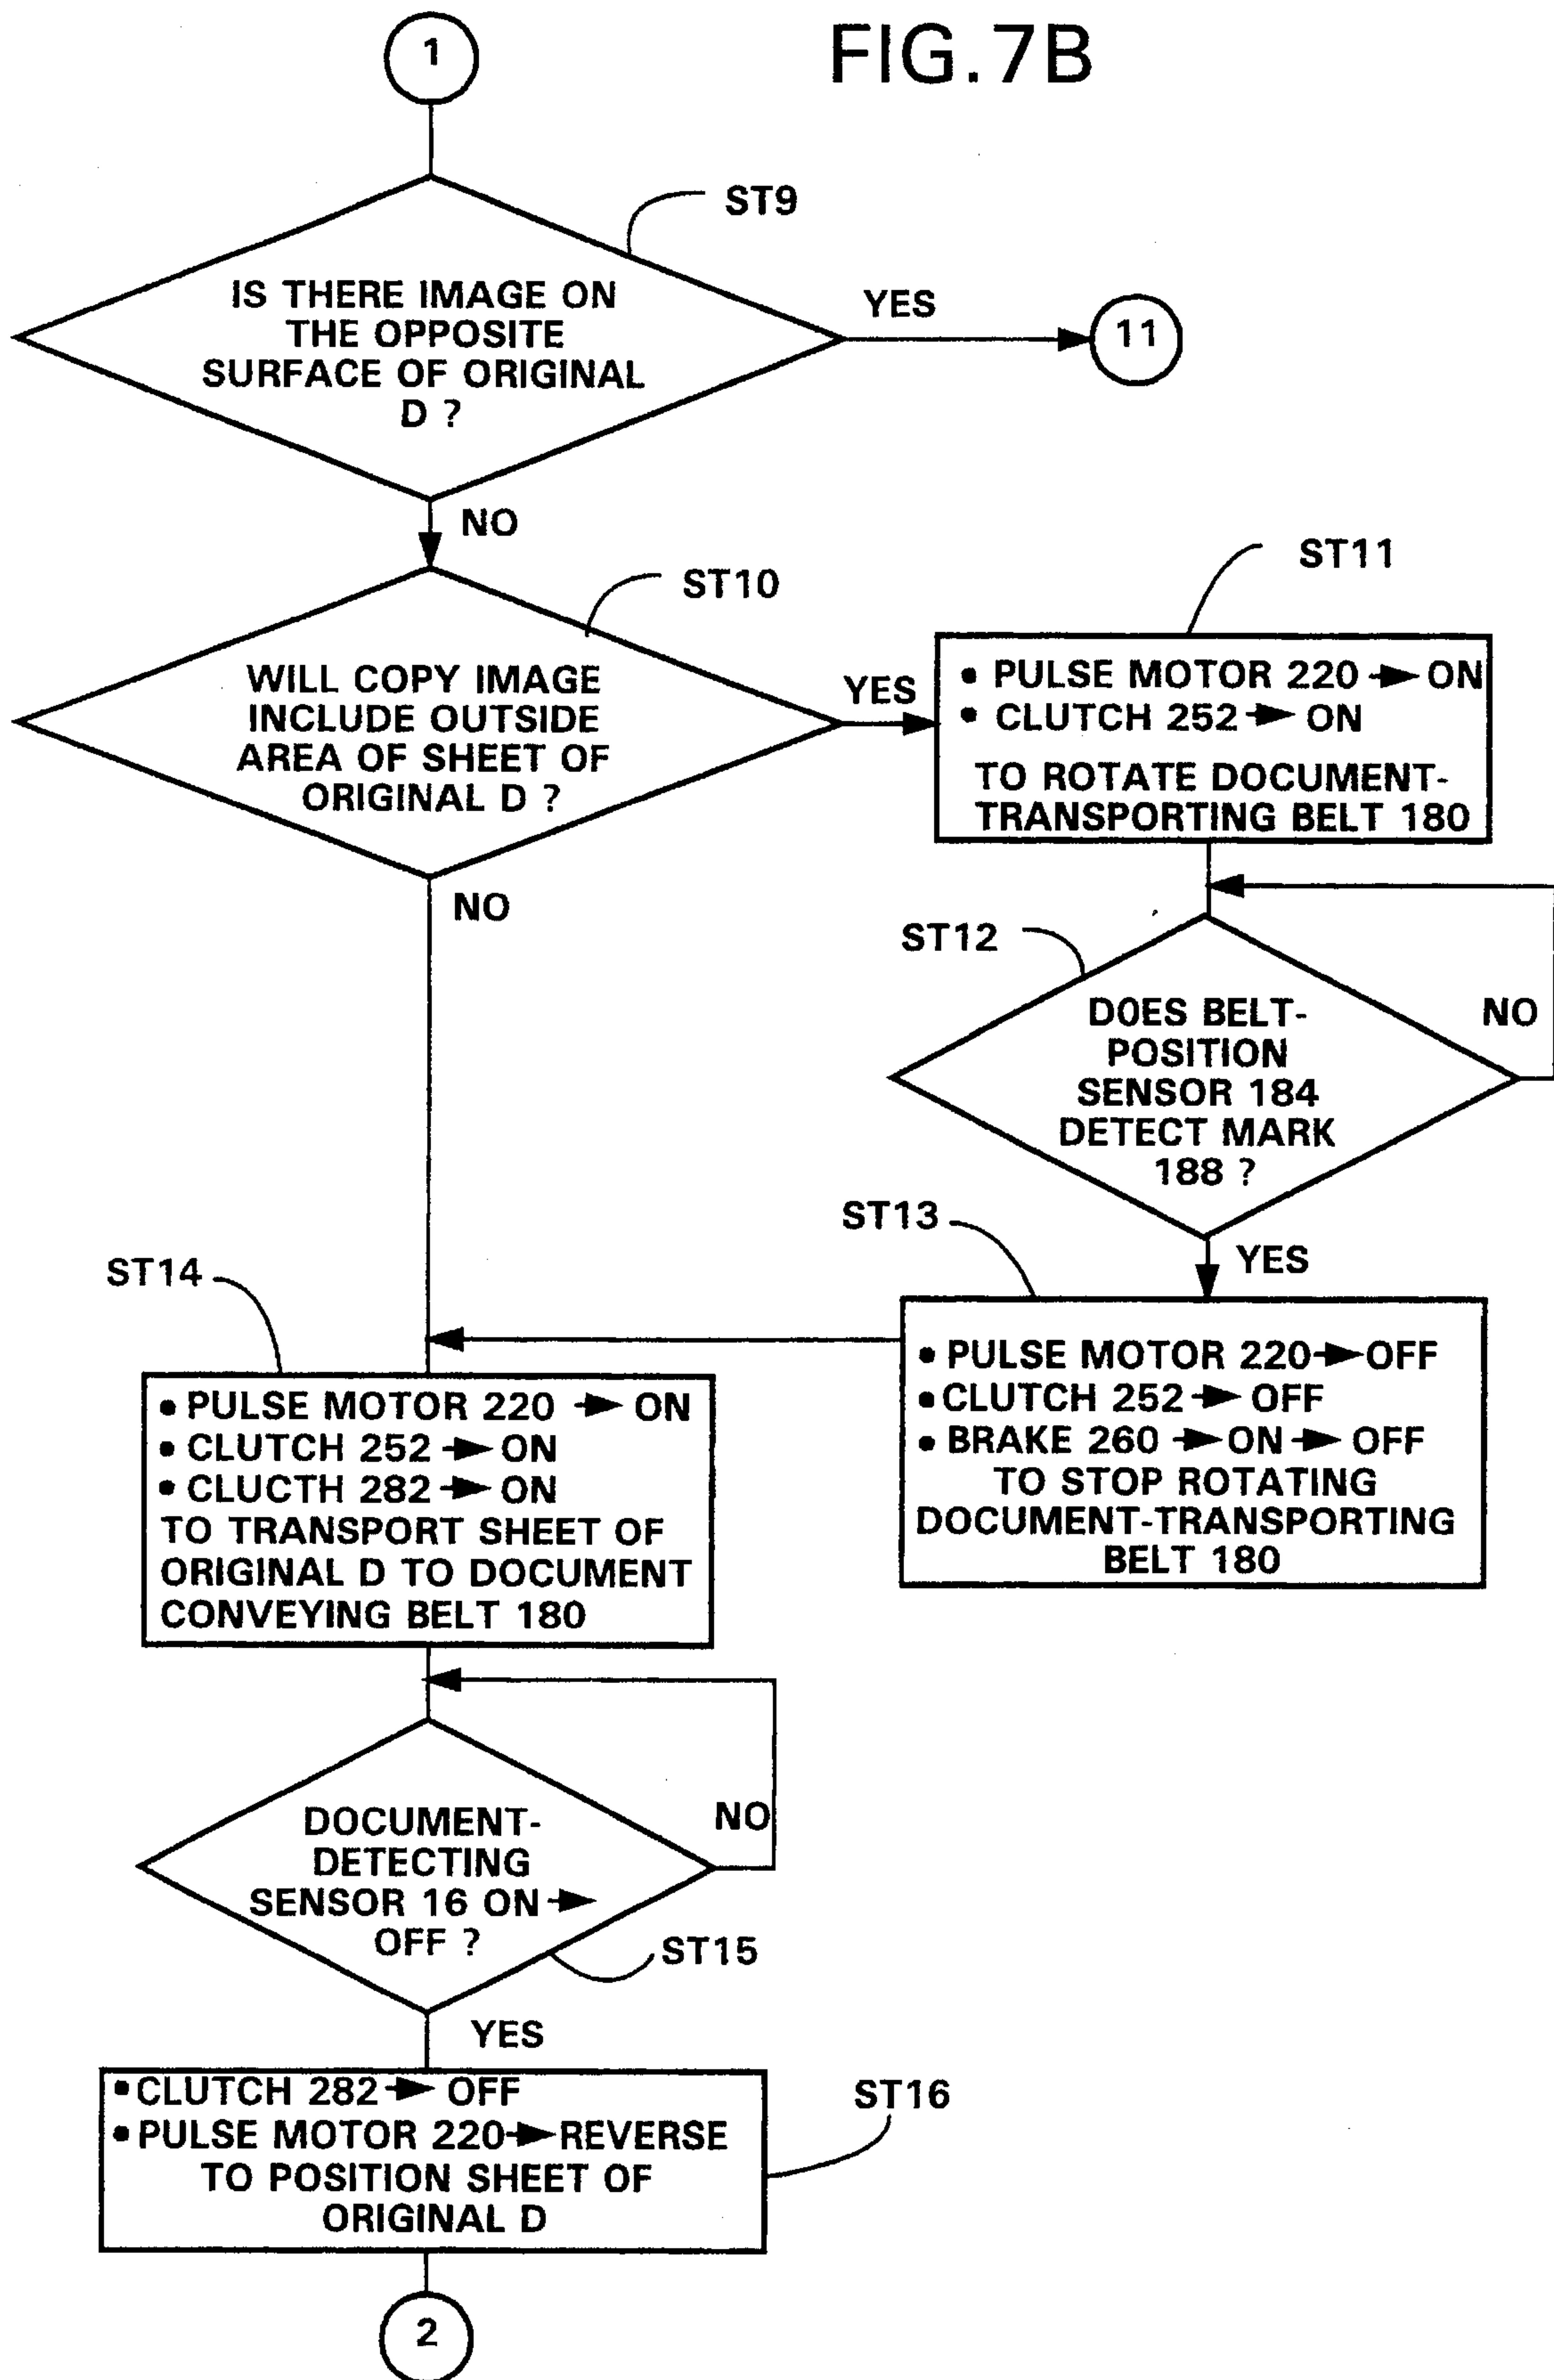 FIG.7B
1
ST9
IS THERE IMAGE ON
THE OPPOSITE
SURFACE OF ORIGINAL
D ?
YES
11
NO
ST10
WILL COPY IMAGE
INCLUDE OUTSIDE
AREA OF SHEET OF
ORIGINAL D ?
YES
NO
ST11
• PULSE MOTOR 220 → ON
• CLUTCH 252 → ON
TO ROTATE DOCUMENT-
TRANSPORTING BELT 180
ST12
DOES BELT-
POSITION
SENSOR 184
DETECT MARK
188 ?
NO
YES
ST13
• PULSE MOTOR 220 → OFF
• CLUTCH 252 → OFF
• BRAKE 260 → ON → OFF
TO STOP ROTATING
DOCUMENT-TRANSPORTING
BELT 180
ST14
• PULSE MOTOR 220 → ON
• CLUTCH 252 → ON
• CLUCTH 282 → ON
TO TRANSPORT SHEET OF
ORIGINAL D TO DOCUMENT
CONVEYING BELT 180
DOCUMENT-
DETECTING
SENSOR 16 ON →
OFF ?
NO
ST15
YES
• CLUTCH 282 → OFF
• PULSE MOTOR 220 → REVERSE
TO POSITION SHEET OF
ORIGINAL D
ST16
2